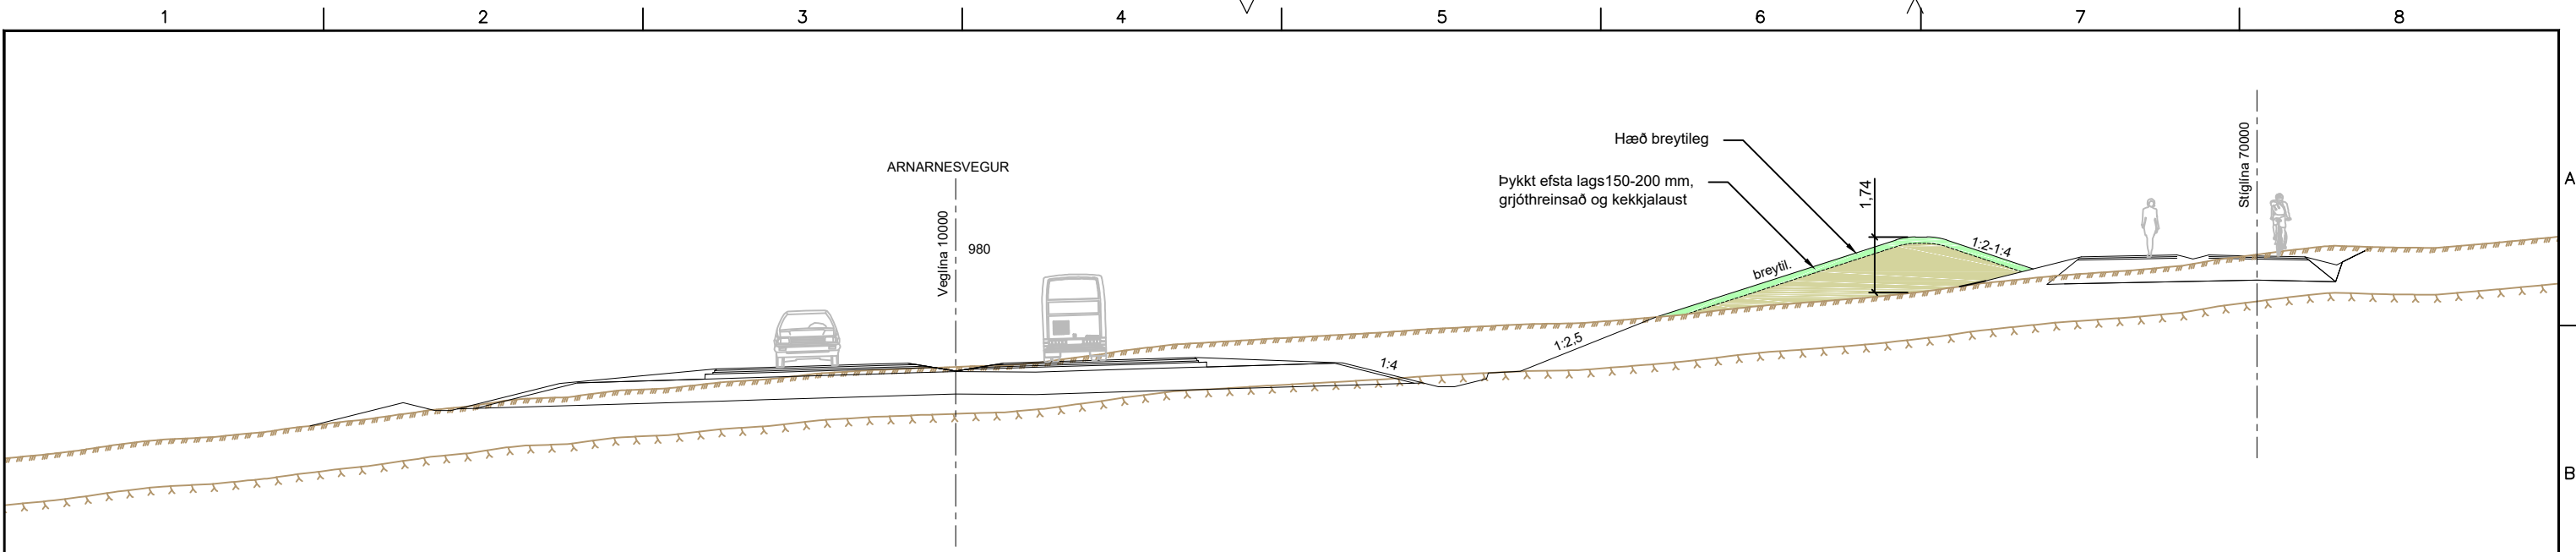 1 2 3 4 5 6 7 8
A
B
ARNARNESVEGUR
Veglína 10000
980
Hæð breytileg
Þykkt efsta lags150-200 mm,
grjóthreinsað og kekkjalaust
1,74
breytil.
1:2-1:4
1:4
1:2,5
Stíglína 70000